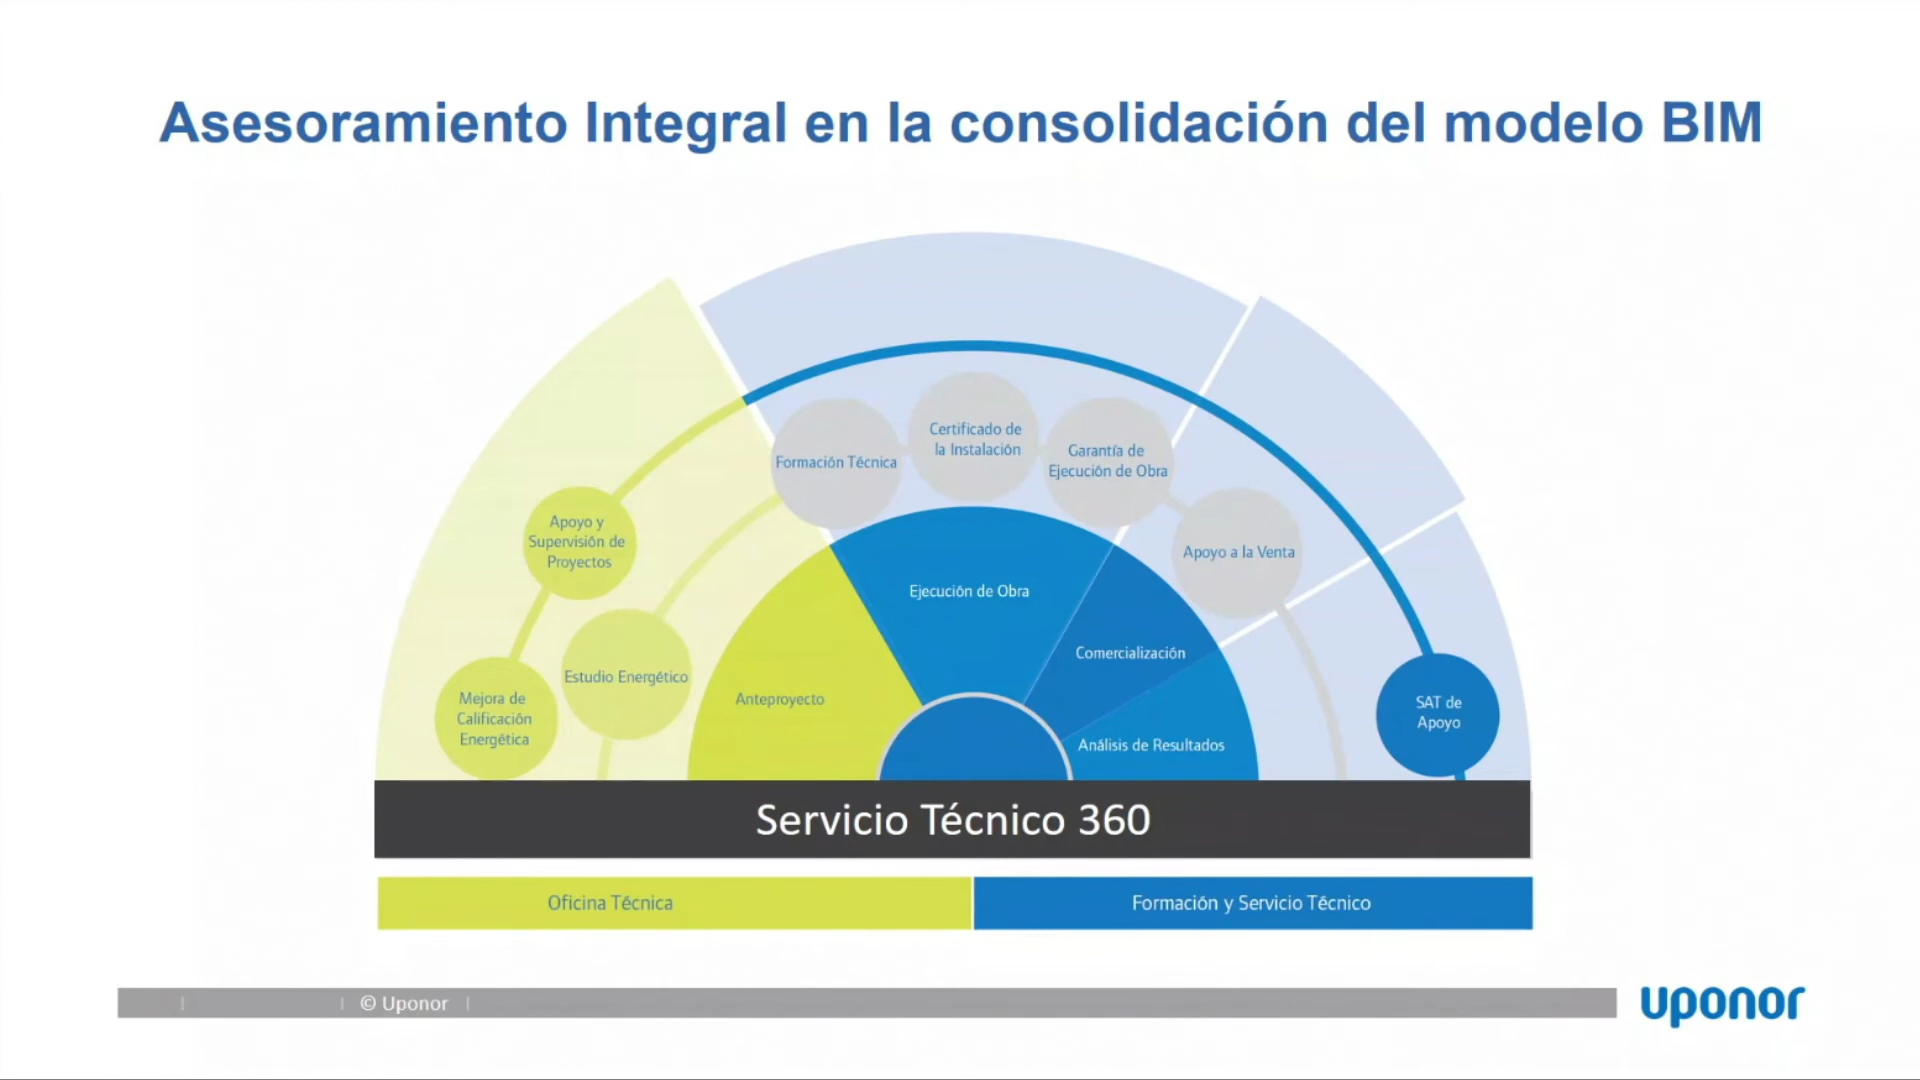 Asesoramiento Integral en la consolidación del modelo BIM
Certificado de
la Instalación
Formación Técnica
Garantía de
Ejecución de Obra
Apoyo y
Supervisión de
Proyectos
Apoyo a la Venta
Ejecución de Obra
Comercialización
Estudio Energético
Mejora de
Calificación
Energética
Anteproyecto
Análisis de Resultados
SAT de
Apoyo
Servicio Técnico 360
Oficina Técnica
Formación y Servicio Técnico
© Uponor
uponor